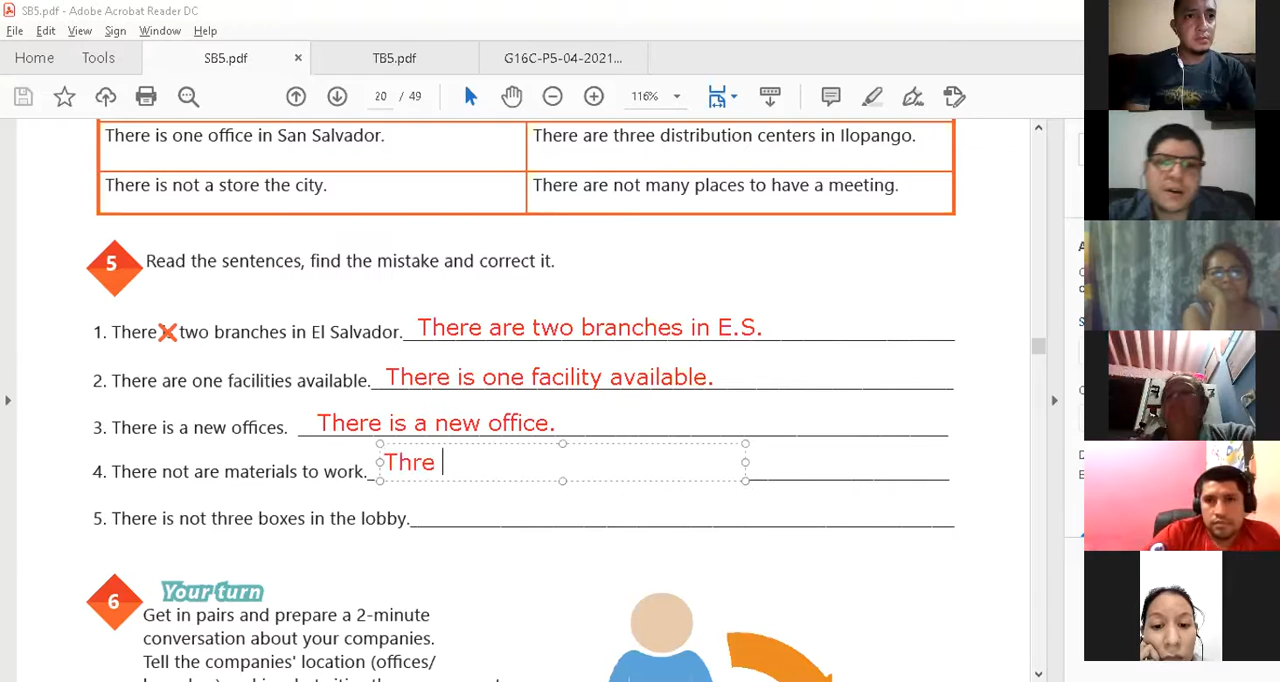 SB5.pdf - Adobe Acrobat Reader DC
File Edit View Sign Window Help
Home Tools SB5.pdf × TB5.pdf G16C-P5-04-2021...
20 / 49 116%
There is one office in San Salvador. There are three distribution centers in Ilopango.
There is not a store the city. There are not many places to have a meeting.
5 Read the sentences, find the mistake and correct it.
1. There two branches in El Salvador. There are two branches in E.S.
2. There are one facilities available. There is one facility available.
3. There is a new offices. There is a new office.
4. There not are materials to work. Thre
5. There is not three boxes in the lobby.
6 Your turn
Get in pairs and prepare a 2-minute
conversation about your companies.
Tell the companies' location (offices/